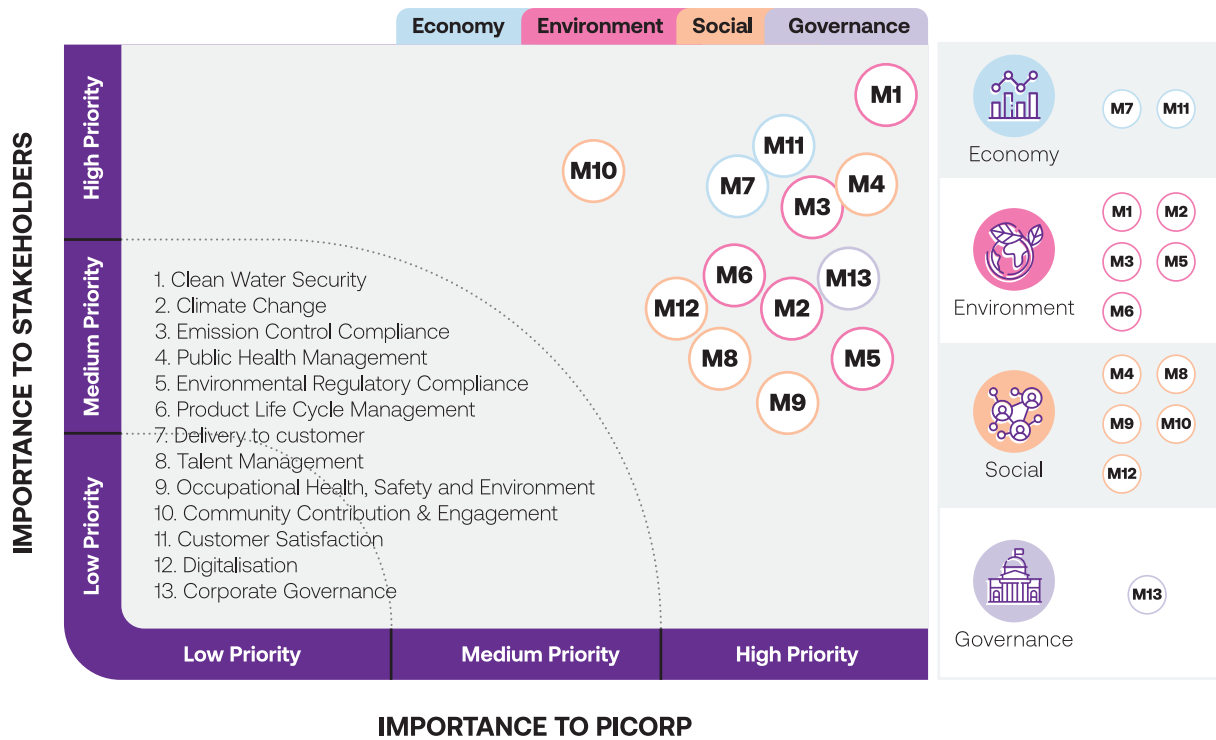 Economy
Environment
Social
Governance
IMPORTANCE TO STAKEHOLDERS
High Priority
Medium Priority
Low Priority
M1
M11
M10
M7
M4
M3
M6
M13
M12
M2
M8
M5
M9
1. Clean Water Security
2. Climate Change
3. Emission Control Compliance
4. Public Health Management
5. Environmental Regulatory Compliance
6. Product Life Cycle Management
7. Delivery to customer
8. Talent Management
9. Occupational Health, Safety and Environment
10. Community Contribution & Engagement
11. Customer Satisfaction
12. Digitalisation
13. Corporate Governance
Low Priority
Medium Priority
High Priority
IMPORTANCE TO PICORP
Economy
M7 M11
Environment
M1 M2
M3 M5
M6
Social
M4 M8
M9 M10
M12
Governance
M13